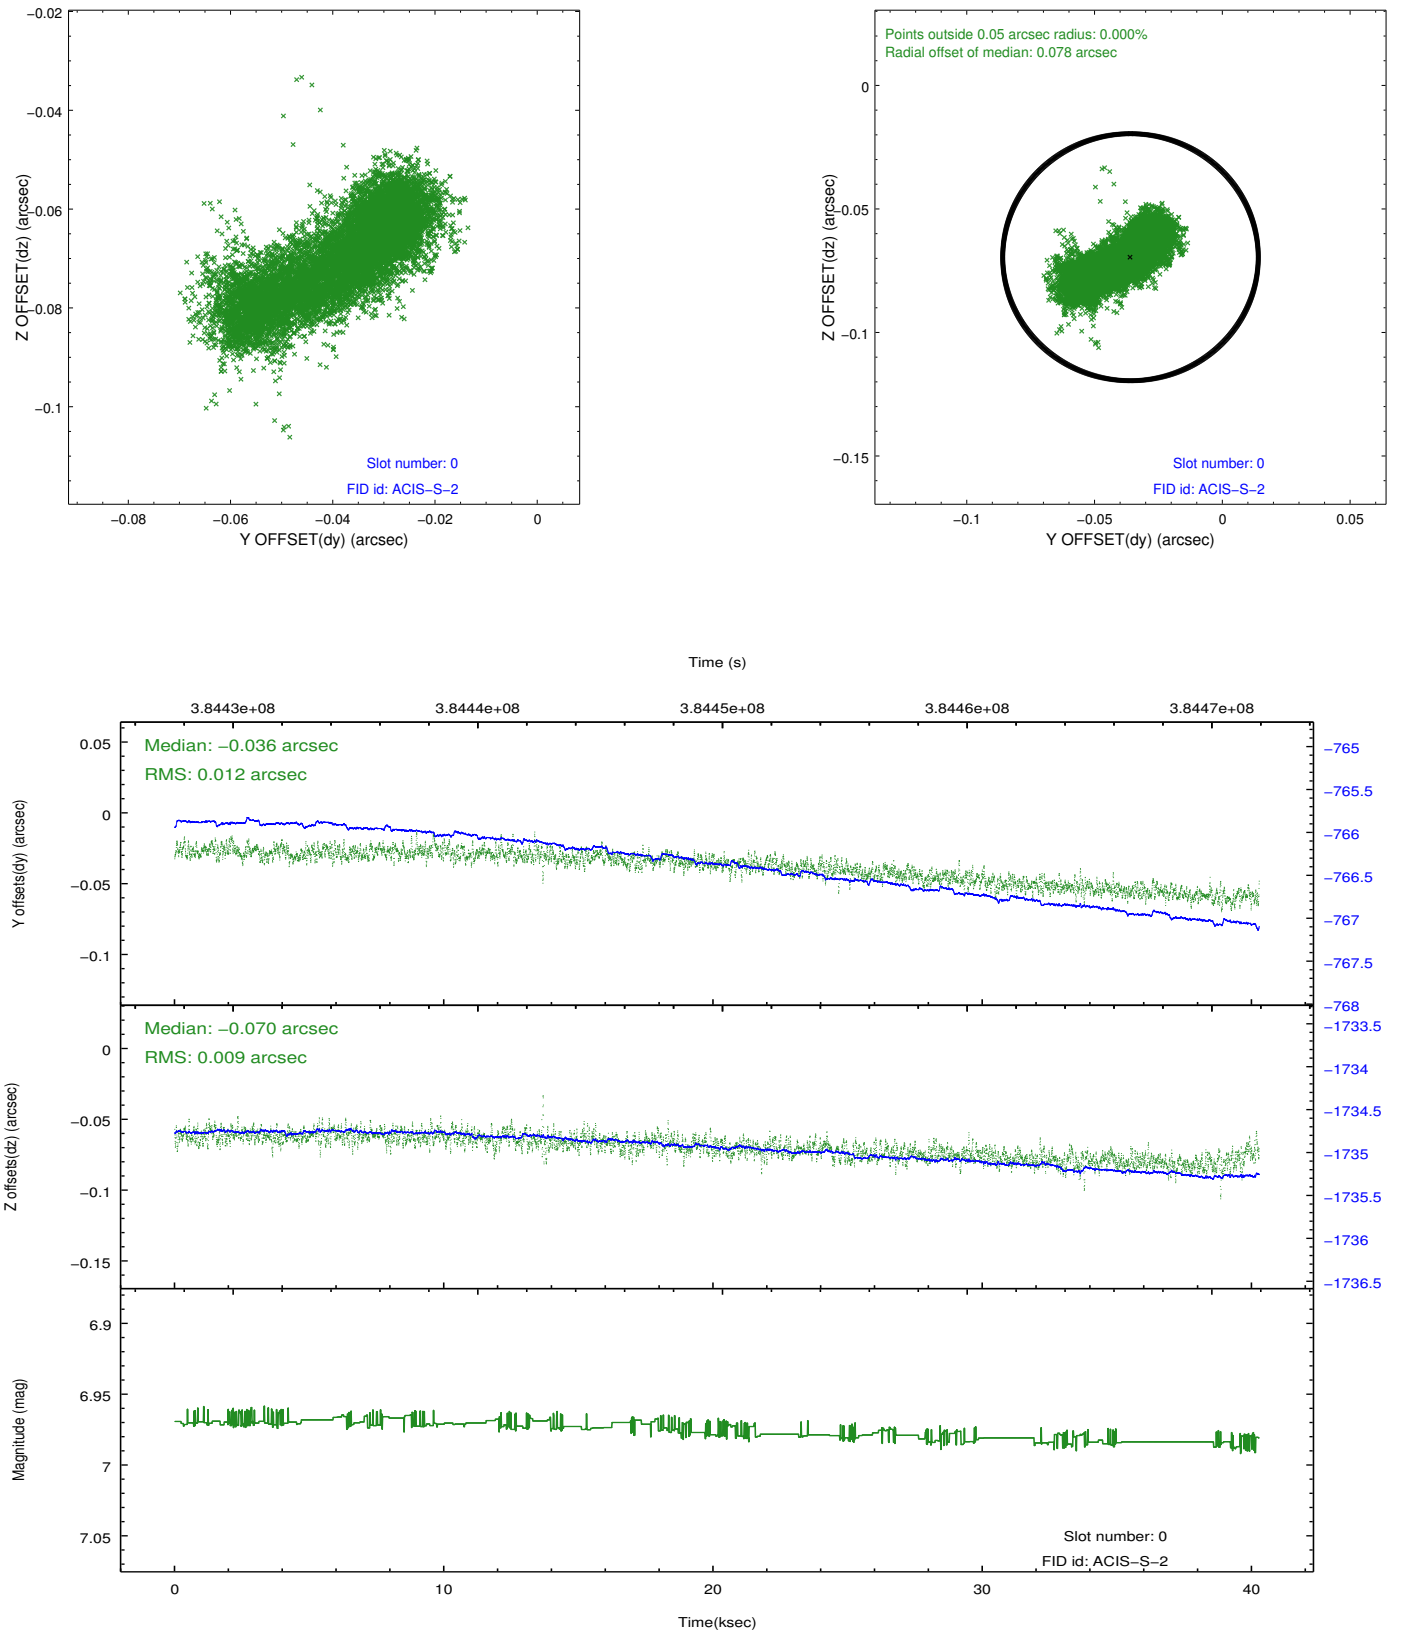 −0.02
−0.04
−0.06
−0.08
−0.1
Z OFFSET(dz) (arcsec)
Slot number: 0
FID id: ACIS−S−2
−0.08
−0.06
−0.04
−0.02
0
Y OFFSET(dy) (arcsec)
Points outside 0.05 arcsec radius: 0.000%
Radial offset of median: 0.078 arcsec
0
−0.05
−0.1
−0.15
Z OFFSET(dz) (arcsec)
Slot number: 0
FID id: ACIS−S−2
−0.1
−0.05
0
0.05
Y OFFSET(dy) (arcsec)
Time (s)
3.8443e+08
3.8444e+08
3.8445e+08
3.8446e+08
3.8447e+08
Median: −0.036 arcsec
RMS: 0.012 arcsec
0.05
0
−0.05
−0.1
Y offsets(dy) (arcsec)
−765
−765.5
−766
−766.5
−767
−767.5
−768
Median: −0.070 arcsec
RMS: 0.009 arcsec
0
−0.05
−0.1
−0.15
Z offsets(dz) (arcsec)
−1733.5
−1734
−1734.5
−1735
−1735.5
−1736
−1736.5
6.9
6.95
7
7.05
Magnitude (mag)
Slot number: 0
FID id: ACIS−S−2
0
10
20
30
40
Time(ksec)